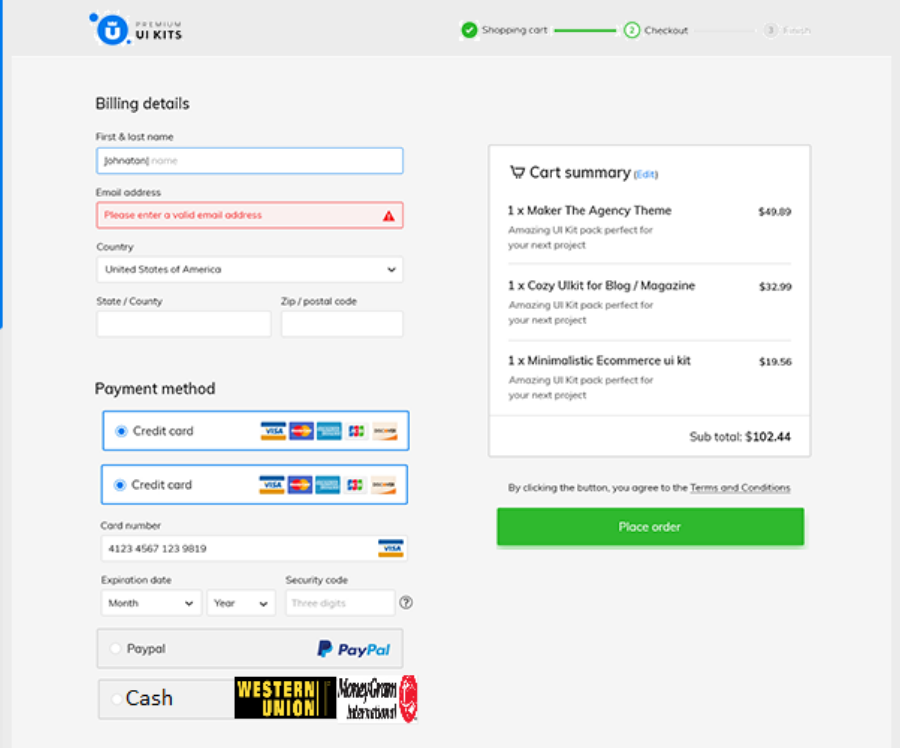 PREMIUM
UI KITS
Shopping cart
2
Checkout
3
Finish
Billing details
First & last name
Johnatan name
Email address
Please enter a valid email address
Country
United States of America
State / County
Zip / postal code
Payment method
Credit card
VISA
DISCOVER
Credit card
VISA
DISCOVER
Card number
4123 4567 123 9819
VISA
Expiration date
Security code
Month
Year
Three digits
?
Paypal
PayPal
Cash
WESTERN
UNION
MoneyGram
International
Cart summary (Edit)
1 x Maker The Agency Theme
$49.89
Amazing UI Kit pack perfect for
your next project
1 x Cozy UIkit for Blog / Magazine
$32.99
Amazing UI Kit pack perfect for
your next project
1 x Minimalistic Ecommerce ui kit
$19.56
Amazing UI Kit pack perfect for
your next project
Sub total: $102.44
By clicking the button, you agree to the Terms and Conditions
Place order